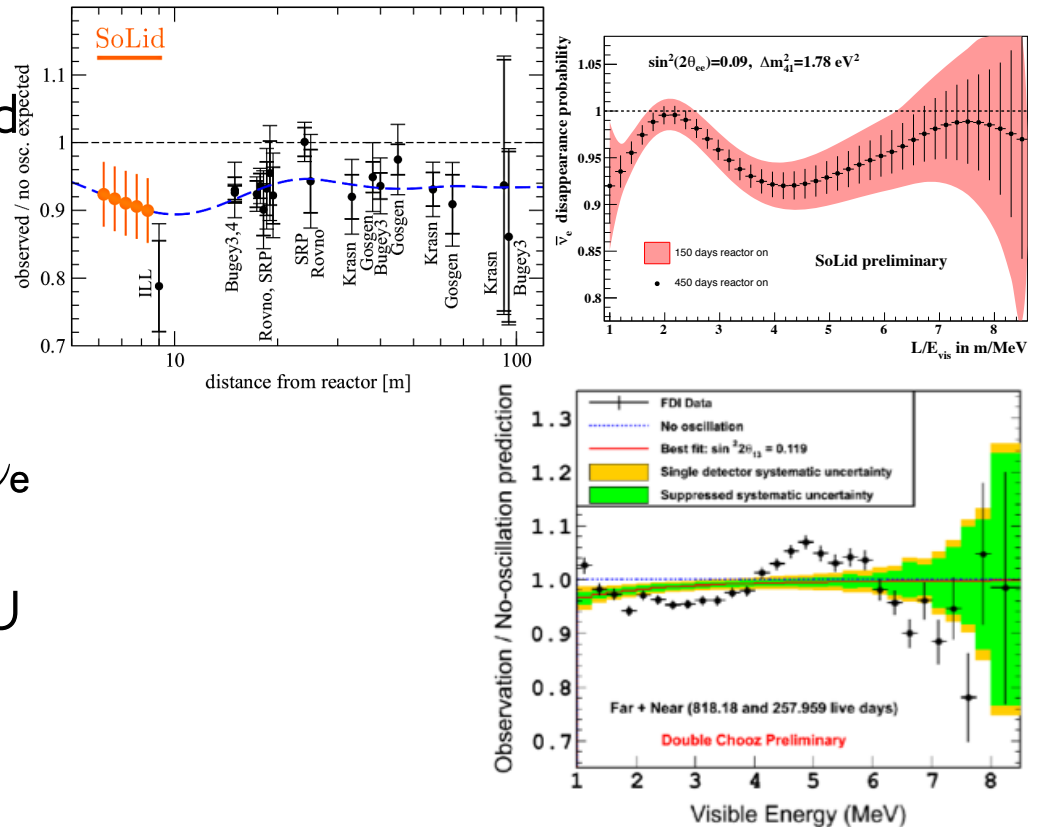 SoLid
observed / no osc. expected
1.1
1
0.9
0.8
0.7
ILL
Bugey3,4
Rovno, SRP
SRP
Rovno
Krasn
Gosgen
Bugey3
Gosgen
Krasn
Gosgen
Krasn
Bugey3
10
100
distance from reactor [m]
d
ν̅e disappearance probability
sin²(2θee)=0.09, Δm²41=1.78 eV²
1.05
1
0.95
0.9
0.85
0.8
150 days reactor on
450 days reactor on
SoLid preliminary
1 2 3 4 5 6 7 8
L/Evis in m/MeV
νe
U
Observation / No-oscillation prediction
FDI Data
No oscillation
Best fit: sin²2θ13 = 0.119
Single detector systematic uncertainty
Suppressed systematic uncertainty
1.3
1.2
1.1
1.0
0.9
0.8
0.7
Far + Near (818.18 and 257.959 live days)
Double Chooz Preliminary
1 2 3 4 5 6 7 8
Visible Energy (MeV)